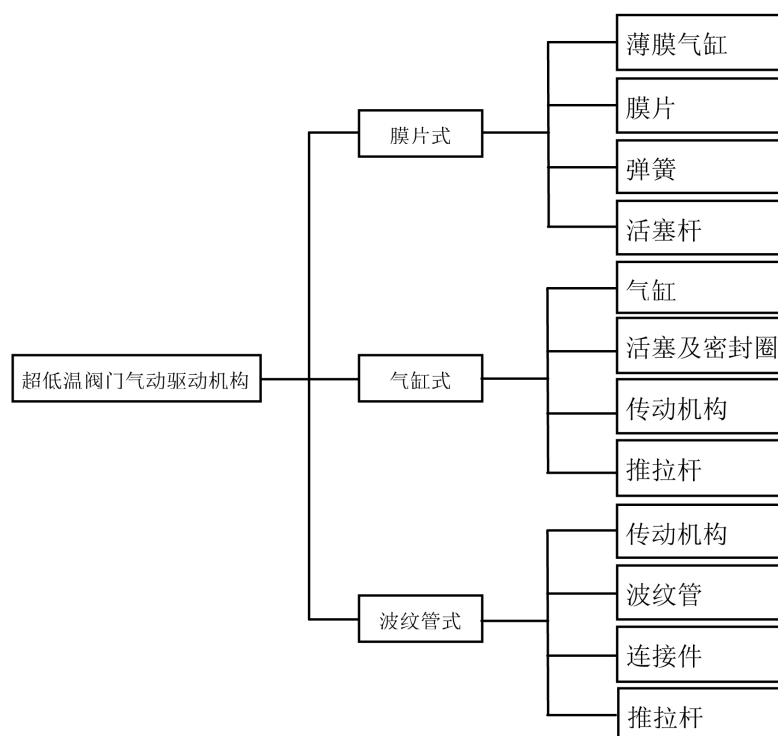 超低温阀门气动驱动机构
膜片式
薄膜气缸
膜片
弹簧
活塞杆
气缸式
气缸
活塞及密封圈
传动机构
推拉杆
波纹管式
传动机构
波纹管
连接件
推拉杆